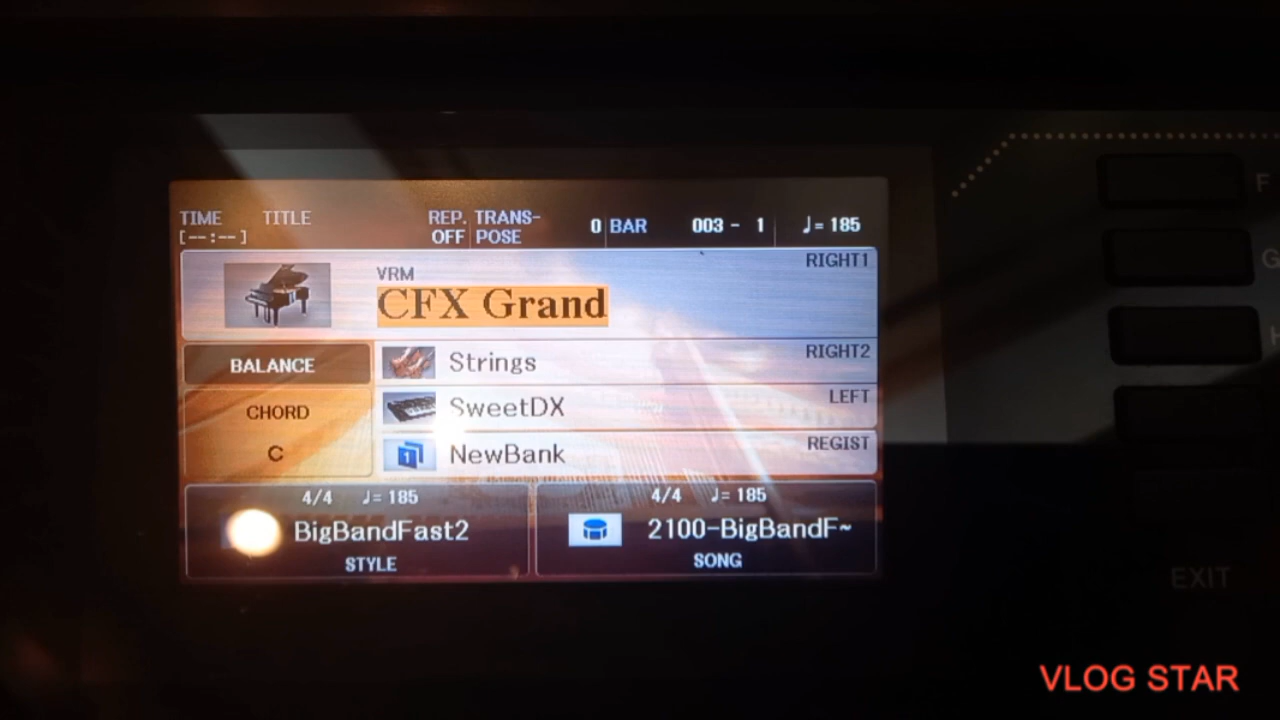 TIME TITLE REP. TRANS- 0 BAR 003 - 1 ♩= 185
[--:--] OFF POSE
RIGHT1
VRM
CFX Grand
RIGHT2
BALANCE Strings
LEFT
CHORD SweetDX
REGIST
C 1 NewBank
4/4 ♩= 185 4/4 ♩= 185
BigBandFast2 2100-BigBandF~
STYLE SONG
F
G
EXIT
VLOG STAR